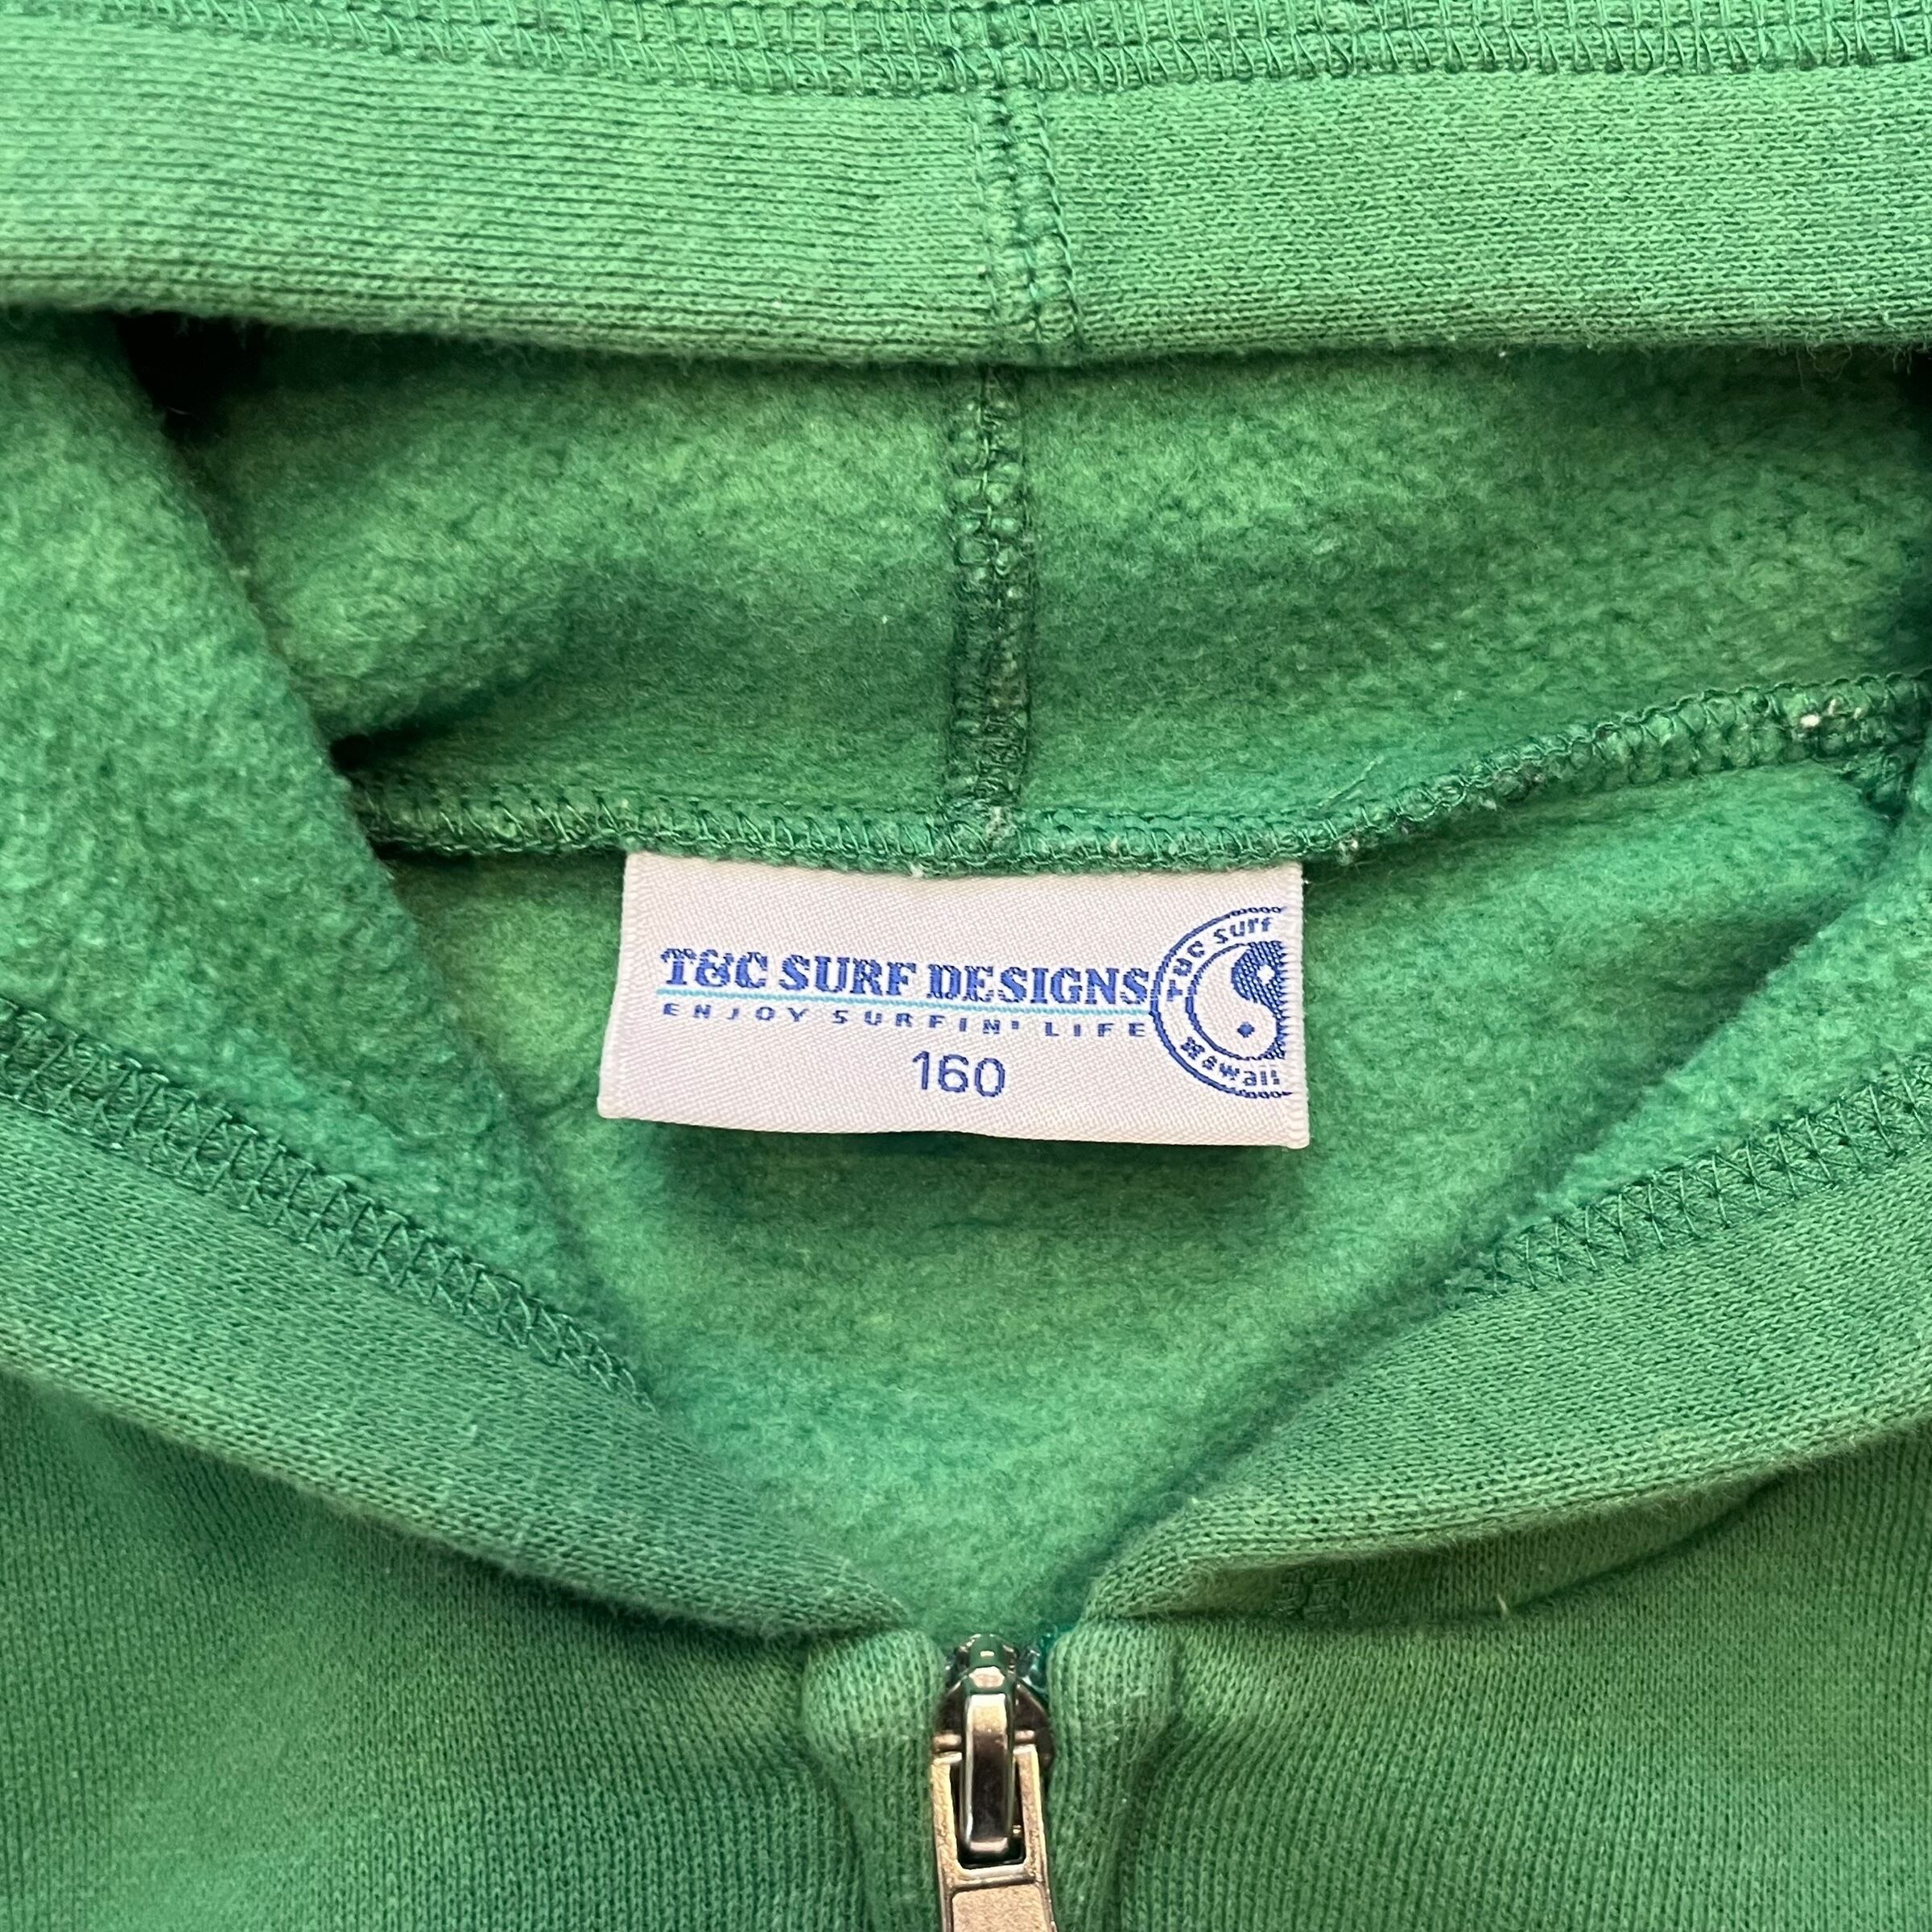 T&C SURF DESIGNS
ENJOY SURFIN' LIFE
160
T&C Surf
Hawaii